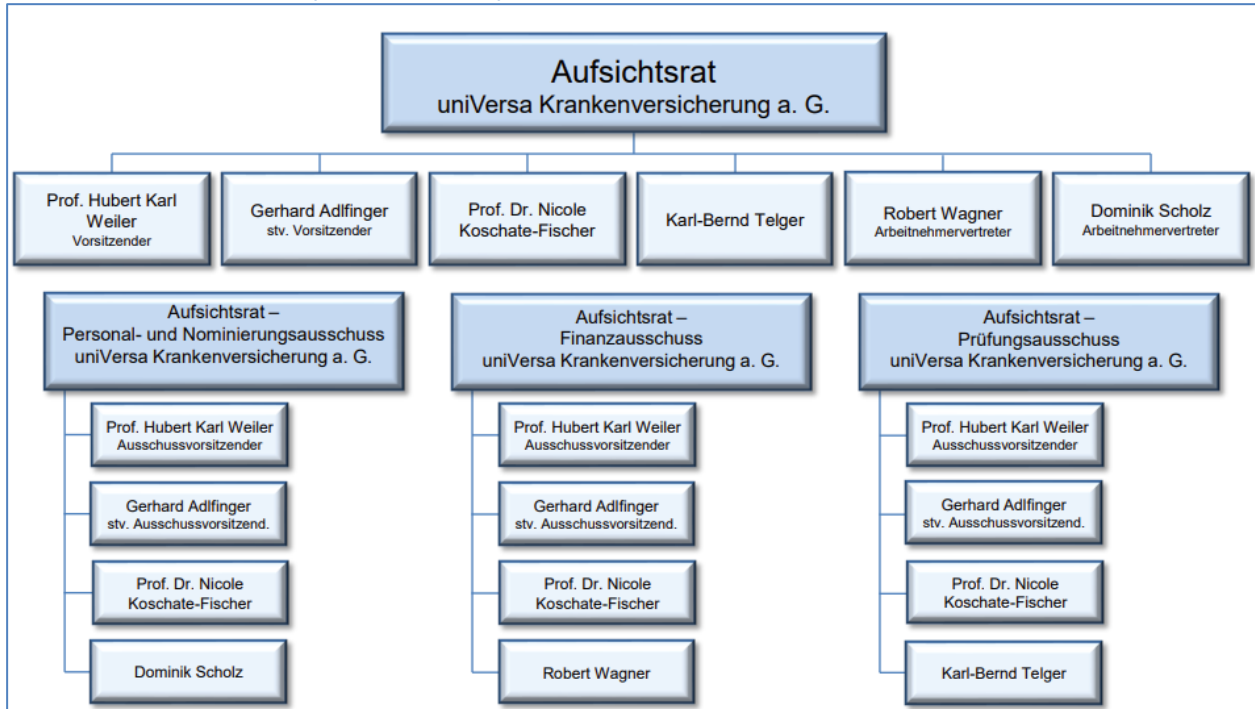 Aufsichtsrat
uniVersa Krankenversicherung a. G.
Prof. Hubert Karl
Weiler
Vorsitzender
Gerhard Adlfinger
stv. Vorsitzender
Prof. Dr. Nicole
Koschate-Fischer
Karl-Bernd Telger
Robert Wagner
Arbeitnehmervertreter
Dominik Scholz
Arbeitnehmervertreter
Aufsichtsrat –
Personal- und Nominierungsausschuss
uniVersa Krankenversicherung a. G.
Prof. Hubert Karl Weiler
Ausschussvorsitzender
Gerhard Adlfinger
stv. Ausschussvorsitzend.
Prof. Dr. Nicole
Koschate-Fischer
Dominik Scholz
Aufsichtsrat –
Finanzausschuss
uniVersa Krankenversicherung a. G.
Prof. Hubert Karl Weiler
Ausschussvorsitzender
Gerhard Adlfinger
stv. Ausschussvorsitzend.
Prof. Dr. Nicole
Koschate-Fischer
Robert Wagner
Aufsichtsrat –
Prüfungsausschuss
uniVersa Krankenversicherung a. G.
Prof. Hubert Karl Weiler
Ausschussvorsitzender
Gerhard Adlfinger
stv. Ausschussvorsitzend.
Prof. Dr. Nicole
Koschate-Fischer
Karl-Bernd Telger